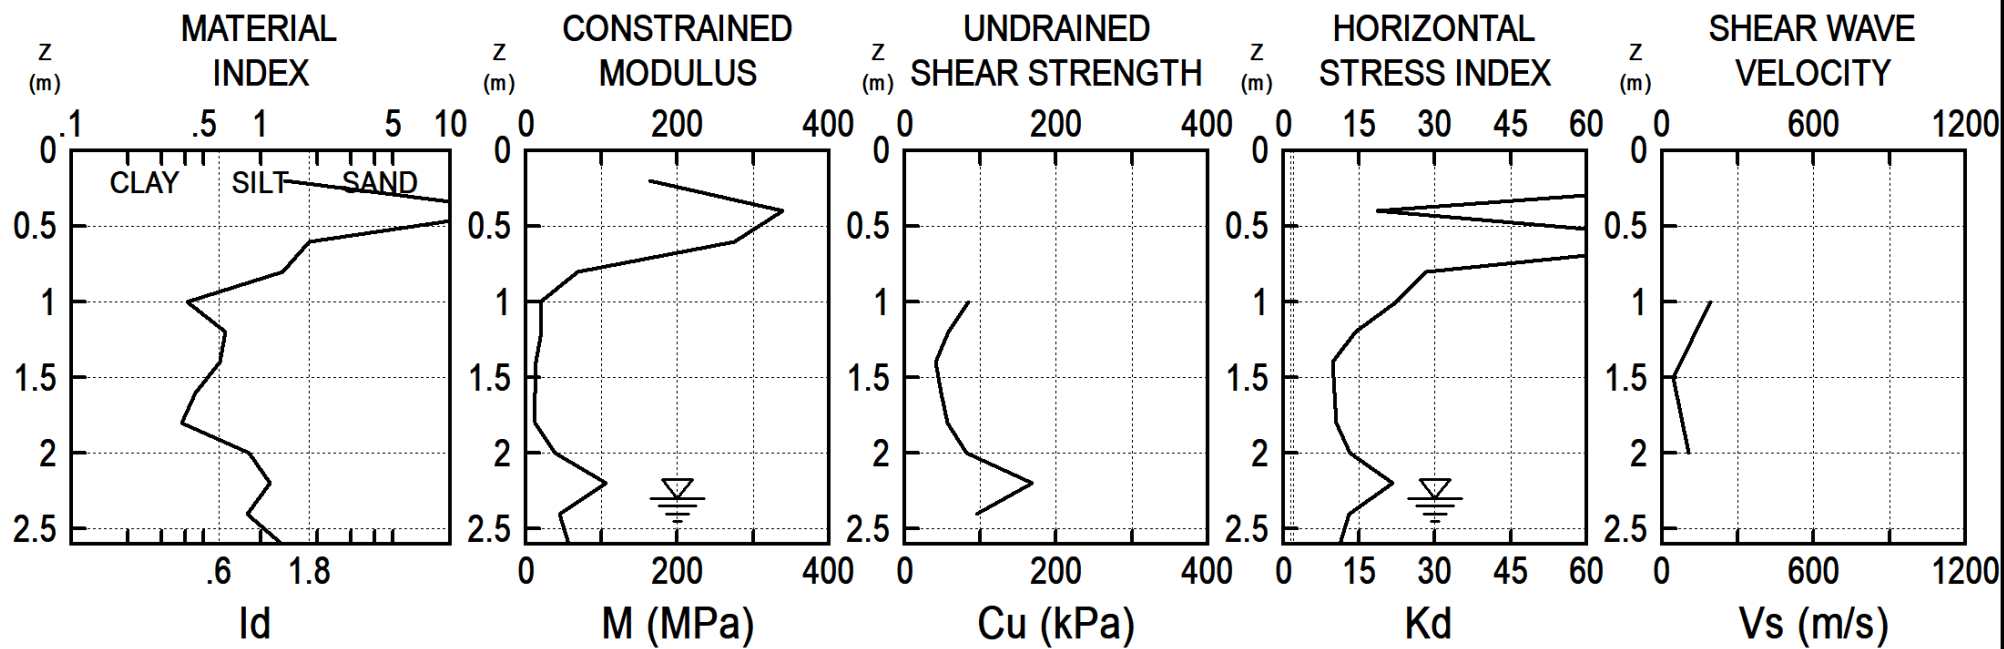 MATERIAL
INDEX
CONSTRAINED
MODULUS
UNDRAINED
SHEAR STRENGTH
HORIZONTAL
STRESS INDEX
SHEAR WAVE
VELOCITY
Z
(m)
Z
(m)
Z
(m)
Z
(m)
Z
(m)
.1 .5 1 5 10
0 200 400
0 200 400
0 15 30 45 60
0 600 1200
0
0.5
1
1.5
2
2.5
CLAY SILT SAND
0
0.5
1
1.5
2
2.5
0
0.5
1
1.5
2
2.5
0
0.5
1
1.5
2
2.5
0
0.5
1
1.5
2
2.5
.6 1.8
0 200 400
0 200 400
0 15 30 45 60
0 600 1200
Id
M (MPa)
Cu (kPa)
Kd
Vs (m/s)